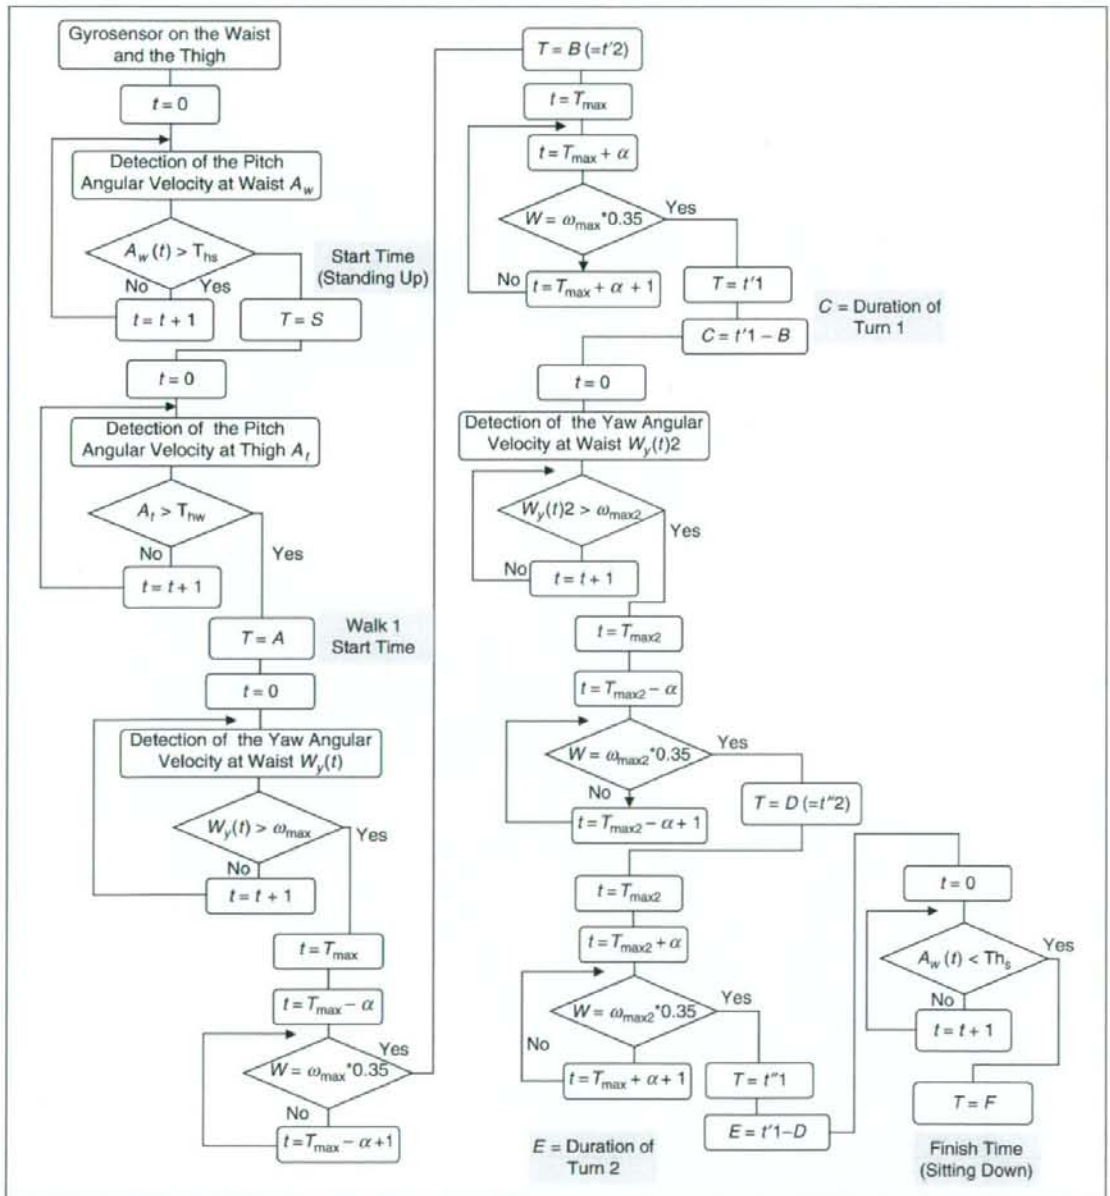 Gyrosensor on the Waist
and the Thigh
t = 0
Detection of the Pitch
Angular Velocity at Waist A_w
A_w (t) > T_hs
No
Yes
t = t + 1
T = S
Start Time
(Standing Up)
t = 0
Detection of the Pitch
Angular Velocity at Thigh A_t
A_t > T_hw
No
Yes
t = t + 1
T = A
Walk 1
Start Time
t = 0
Detection of the Yaw Angular
Velocity at Waist W_y(t)
W_y(t) > ω_max
Yes
No
t = t + 1
t = T_max
t = T_max − α
Yes
W = ω_max*0.35
No
t = T_max − α +1
T = B (=t'2)
t = T_max
t = T_max + α
W = ω_max*0.35
Yes
No
t = T_max + α + 1
T = t'1
C = t'1 − B
C = Duration of
Turn 1
t = 0
Detection of the Yaw Angular
Velocity at Waist W_y(t)2
W_y(t)2 > ω_max2
Yes
No
t = t + 1
t = T_max2
t = T_max2 − α
W = ω_max2*0.35
Yes
No
t = T_max2 − α + 1
T = D (=t"2)
t = T_max2
t = T_max2 + α
W = ω_max2*0.35
Yes
No
t = T_max + α + 1
T = t"1
E = t'1−D
E = Duration of
Turn 2
t = 0
A_w (t) < Th_s
Yes
No
t = t + 1
T = F
Finish Time
(Sitting Down)